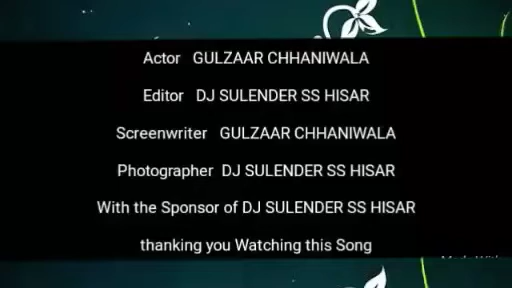 Actor GULZAAR CHHANIWALA
Editor DJ SULENDER SS HISAR
Screenwriter GULZAAR CHHANIWALA
Photographer DJ SULENDER SS HISAR
With the Sponsor of DJ SULENDER SS HISAR
thanking you Watching this Song